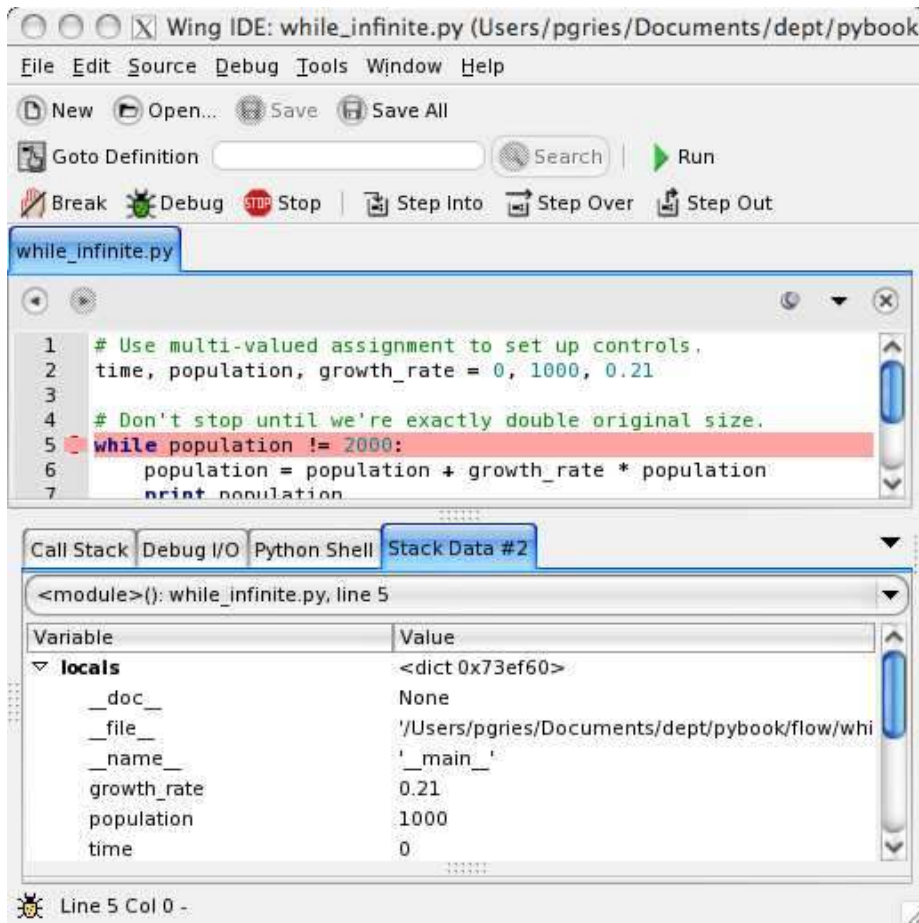 Wing IDE: while_infinite.py (Users/pgries/Documents/dept/pybook
File Edit Source Debug Tools Window Help
New Open... Save Save All
Goto Definition Search Run
Break Debug STOP Stop Step Into Step Over Step Out
while_infinite.py
1 # Use multi-valued assignment to set up controls.
2 time, population, growth_rate = 0, 1000, 0.21
3
4 # Don't stop until we're exactly double original size.
5 while population != 2000:
6 population = population + growth_rate * population
7 print population
Call Stack Debug I/O Python Shell Stack Data #2
<module>(): while_infinite.py, line 5
Variable Value
locals <dict 0x73ef60>
__doc__ None
__file__ '/Users/pgries/Documents/dept/pybook/flow/whi
__name__ '__main__'
growth_rate 0.21
population 1000
time 0
Line 5 Col 0 -